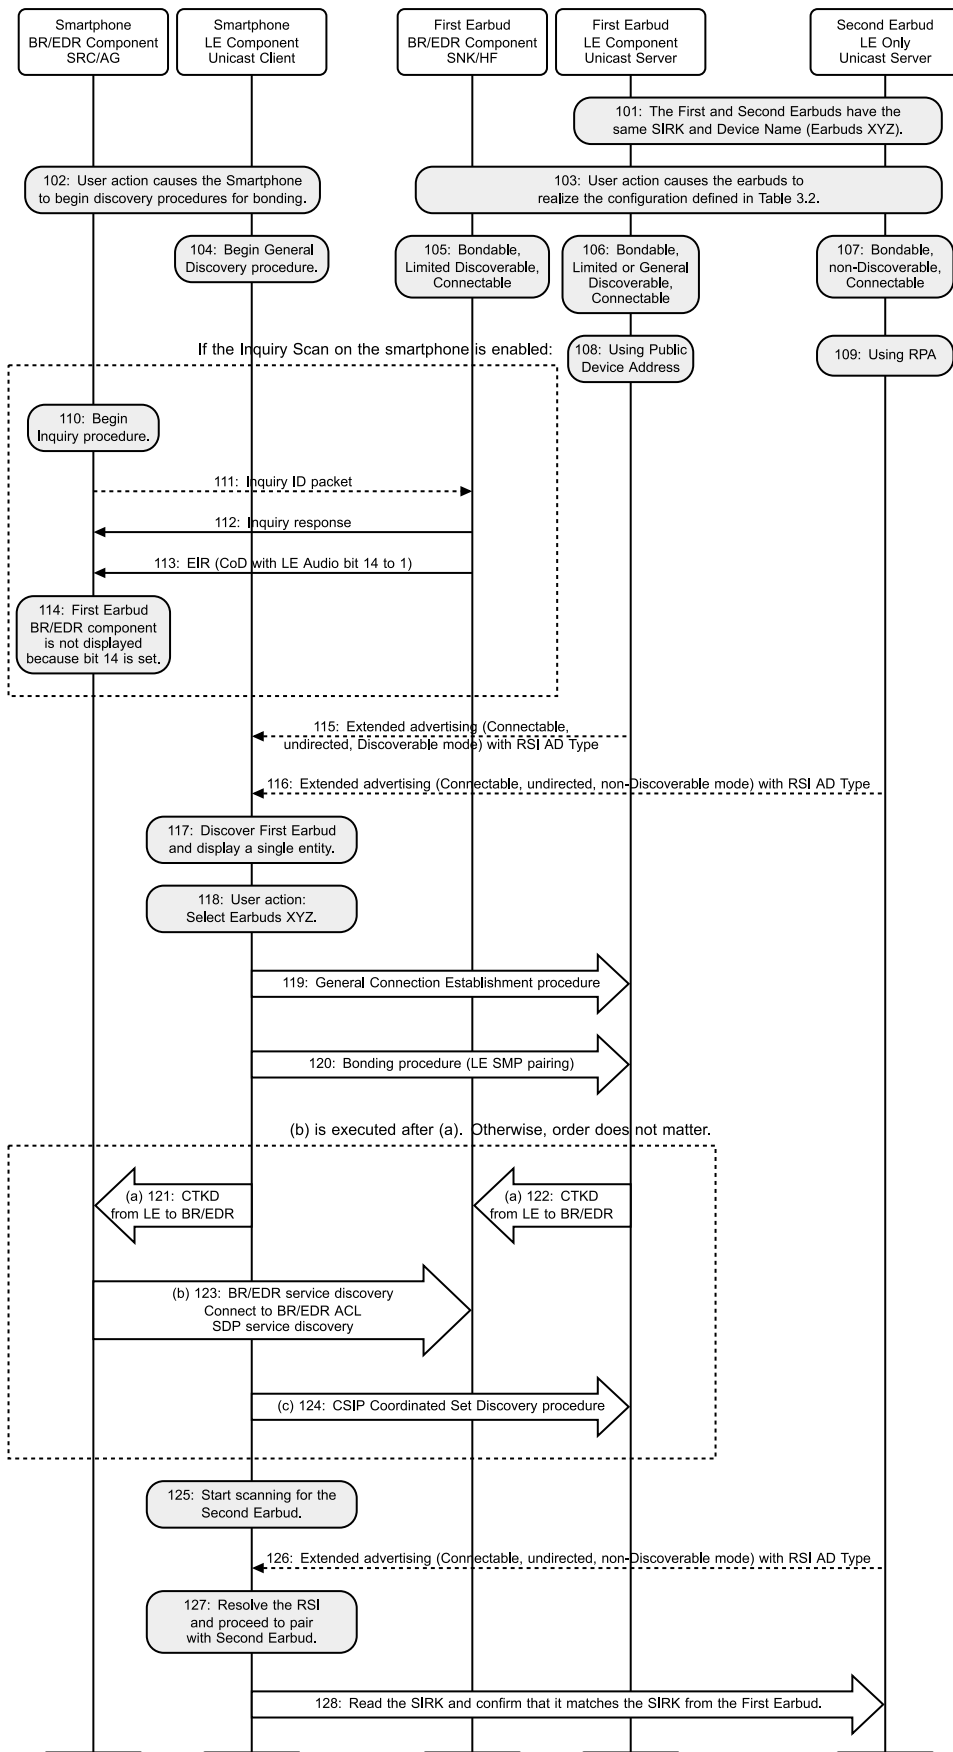 Smartphone
BR/EDR Component
SRC/AG
Smartphone
LE Component
Unicast Client
First Earbud
BR/EDR Component
SNK/HF
First Earbud
LE Component
Unicast Server
Second Earbud
LE Only
Unicast Server
101: The First and Second Earbuds have the
same SIRK and Device Name (Earbuds XYZ).
102: User action causes the Smartphone
to begin discovery procedures for bonding.
103: User action causes the earbuds to
realize the configuration defined in Table 3.2.
104: Begin General
Discovery procedure.
105: Bondable,
Limited Discoverable,
Connectable
106: Bondable,
Limited or General
Discoverable,
Connectable
107: Bondable,
non-Discoverable,
Connectable
If the Inquiry Scan on the smartphone is enabled:
108: Using Public
Device Address
109: Using RPA
110: Begin
Inquiry procedure.
111: Inquiry ID packet
112: Inquiry response
113: EIR (CoD with LE Audio bit 14 to 1)
114: First Earbud
BR/EDR component
is not displayed
because bit 14 is set.
115: Extended advertising (Connectable,
undirected, Discoverable mode) with RSI AD Type
116: Extended advertising (Connectable, undirected, non-Discoverable mode) with RSI AD Type
117: Discover First Earbud
and display a single entity.
118: User action:
Select Earbuds XYZ.
119: General Connection Establishment procedure
120: Bonding procedure (LE SMP pairing)
(b) is executed after (a). Otherwise, order does not matter.
(a) 121: CTKD
from LE to BR/EDR
(a) 122: CTKD
from LE to BR/EDR
(b) 123: BR/EDR service discovery
Connect to BR/EDR ACL
SDP service discovery
(c) 124: CSIP Coordinated Set Discovery procedure
125: Start scanning for the
Second Earbud.
126: Extended advertising (Connectable, undirected, non-Discoverable mode) with RSI AD Type
127: Resolve the RSI
and proceed to pair
with Second Earbud.
128: Read the SIRK and confirm that it matches the SIRK from the First Earbud.